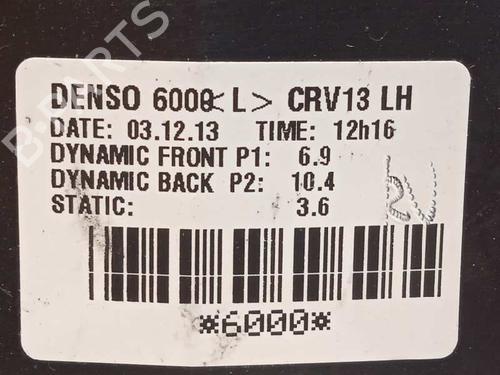 B-PARTS
DENSO 6000<L> CRV13 LH
DATE: 03.12.13 TIME: 12h16
DYNAMIC FRONT P1: 6.9
DYNAMIC BACK P2: 10.4
STATIC: 3.6
*6000*